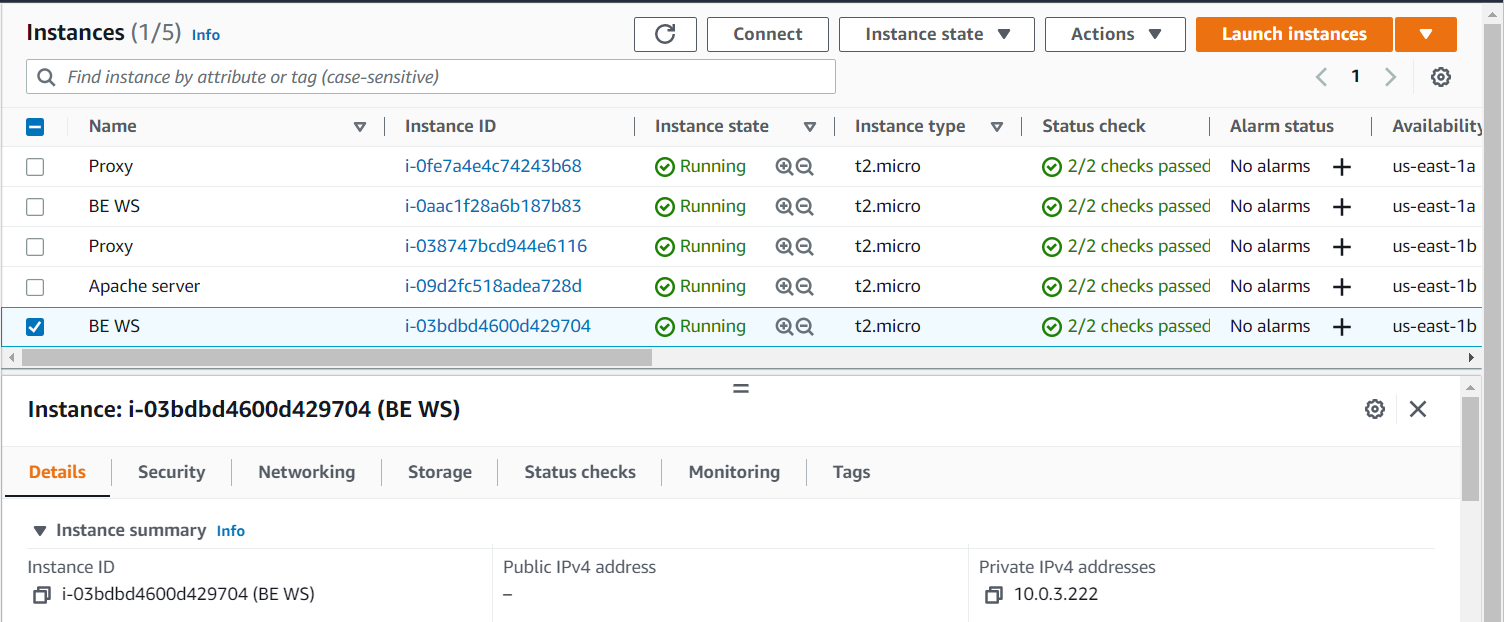 Instances (1/5) Info
Connect
Instance state
Actions
Launch instances
Find instance by attribute or tag (case-sensitive)
1
Name Instance ID Instance state Instance type Status check Alarm status Availability
Proxy i-0fe7a4e4c74243b68 Running t2.micro 2/2 checks passed No alarms + us-east-1a
BE WS i-0aac1f28a6b187b83 Running t2.micro 2/2 checks passed No alarms + us-east-1a
Proxy i-038747bcd944e6116 Running t2.micro 2/2 checks passed No alarms + us-east-1b
Apache server i-09d2fc518adea728d Running t2.micro 2/2 checks passed No alarms + us-east-1b
BE WS i-03bdbd4600d429704 Running t2.micro 2/2 checks passed No alarms + us-east-1b
Instance: i-03bdbd4600d429704 (BE WS)
Details Security Networking Storage Status checks Monitoring Tags
Instance summary Info
Instance ID Public IPv4 address Private IPv4 addresses
i-03bdbd4600d429704 (BE WS) – 10.0.3.222